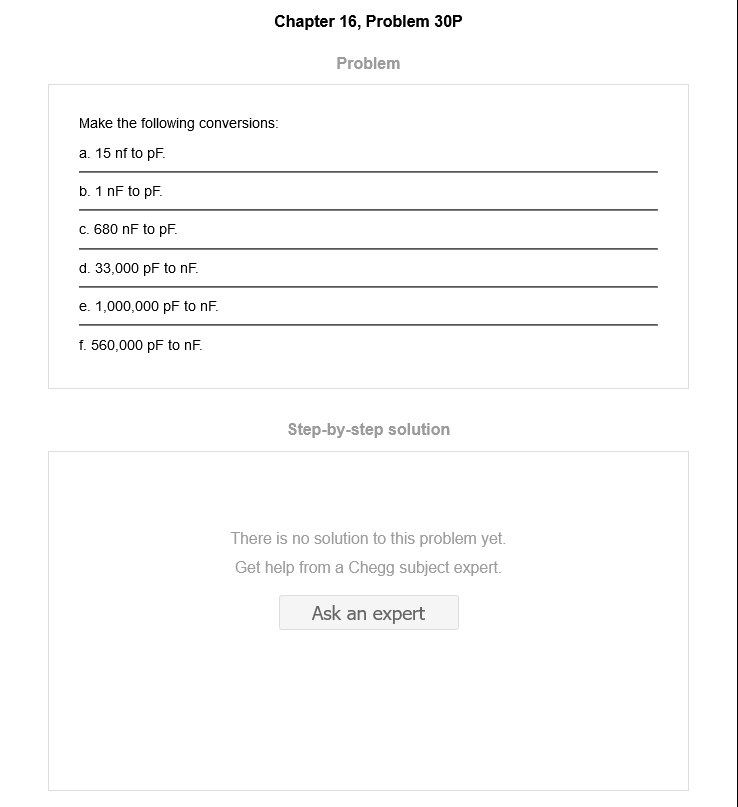 Chapter 16, Problem 30P
Problem
Make the following conversions:
a. 15 nf to pF.
b. 1 nF to pF.
c. 680 nF to pF.
d. 33,000 pF to nF.
e. 1,000,000 pF to nF.
f. 560,000 pF to nF.
Step-by-step solution
There is no solution to this problem yet.
Get help from a Chegg subject expert.
Ask an expert